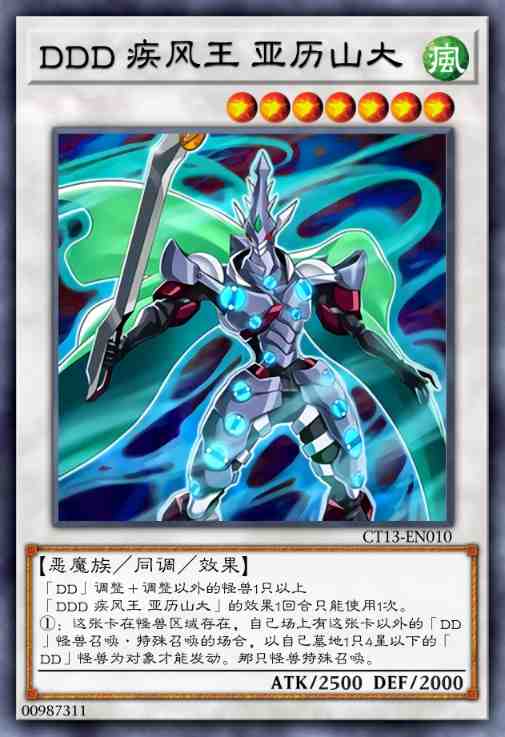 DDD 疾风王 亚历山大
風
CT13-EN010
【恶魔族／同调／效果】
「DD」调整＋调整以外的怪兽1只以上
「DDD 疾风王 亚历山大」的效果1回合只能使用1次。
①：这张卡在怪兽区域存在，自己场上有这张卡以外的「DD
」怪兽召唤·特殊召唤的场合，以自己墓地1只4星以下的「
DD」怪兽为对象才能发动。那只怪兽特殊召唤。
ATK/2500 DEF/2000
00987311